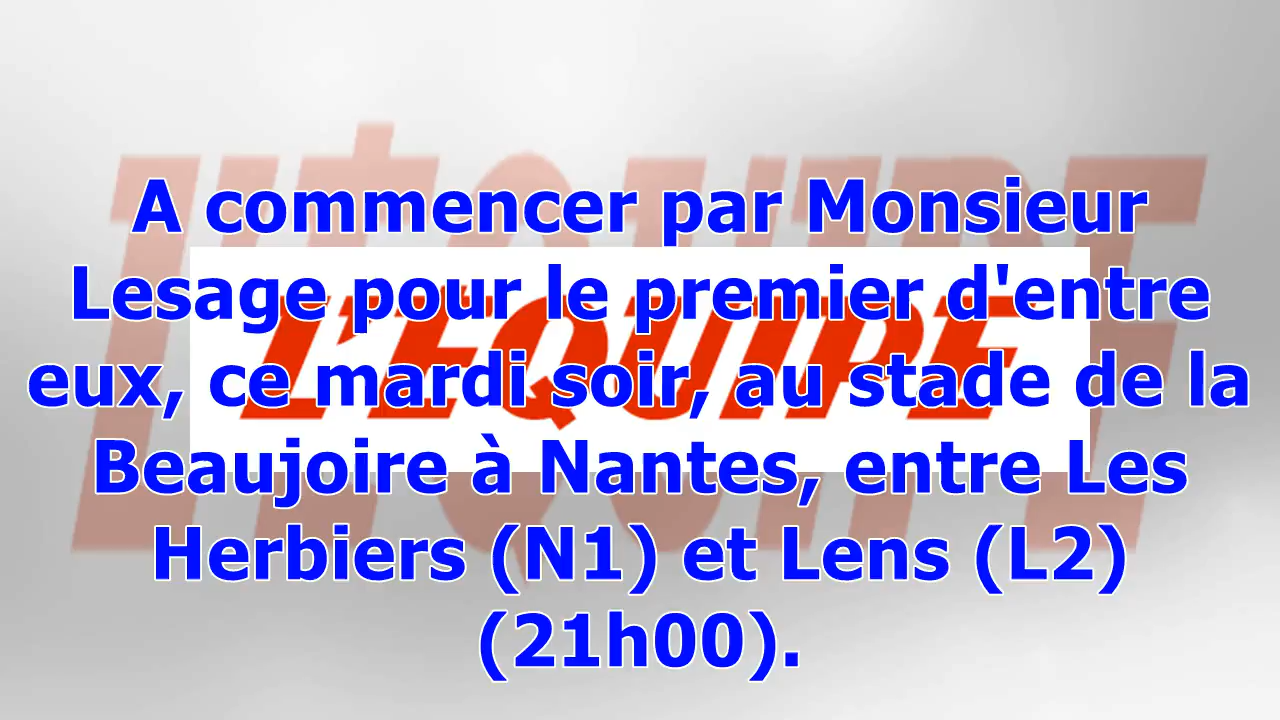 A commencer par Monsieur
Lesage pour le premier d'entre
eux, ce mardi soir, au stade de la
Beaujoire à Nantes, entre Les
Herbiers (N1) et Lens (L2)
(21h00).
L'ÉQUIPE
L'ÉQUIPE